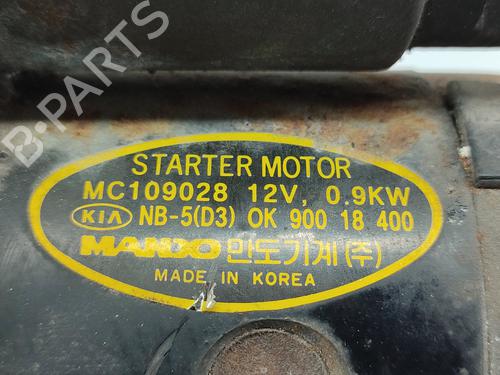 B-PARTS
STARTER MOTOR
MC109028 12V, 0.9KW
KIA NB-5(D3) OK 900 18 400
MANDO 만도기계(주)
MADE IN KOREA